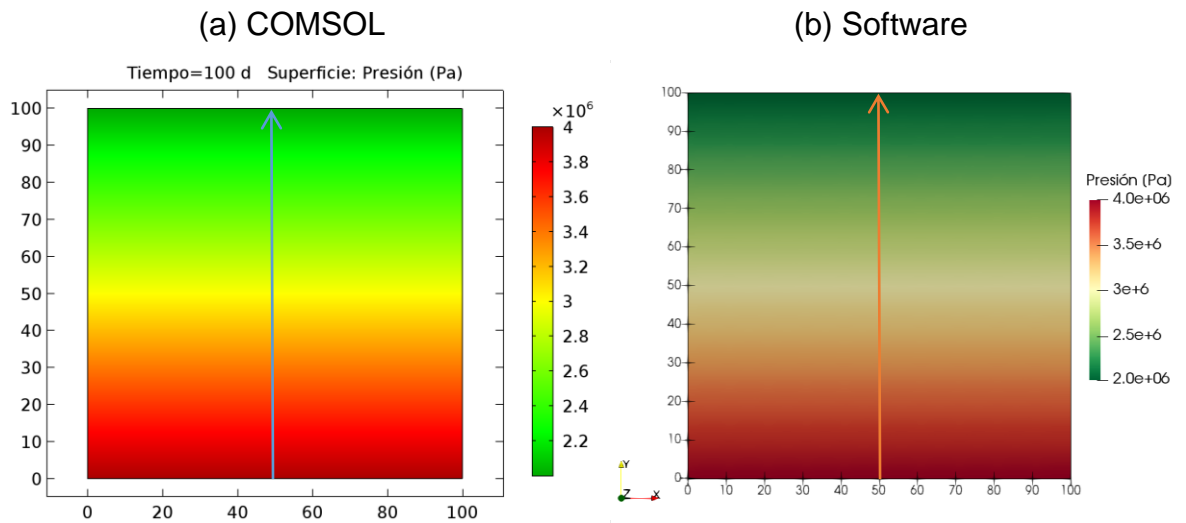 (a) COMSOL
(b) Software
Tiempo=100 d   Superficie: Presión (Pa)
100
90
80
70
60
50
40
30
20
10
0
0 20 40 60 80 100
×10⁶
4
3.8
3.6
3.4
3.2
3
2.8
2.6
2.4
2.2
100
90
80
70
60
50
40
30
20
10
0
0 10 20 30 40 50 60 70 80 90 100
Y
Z X
Presión (Pa)
4.0e+06
3.5e+6
3e+6
2.5e+6
2.0e+06